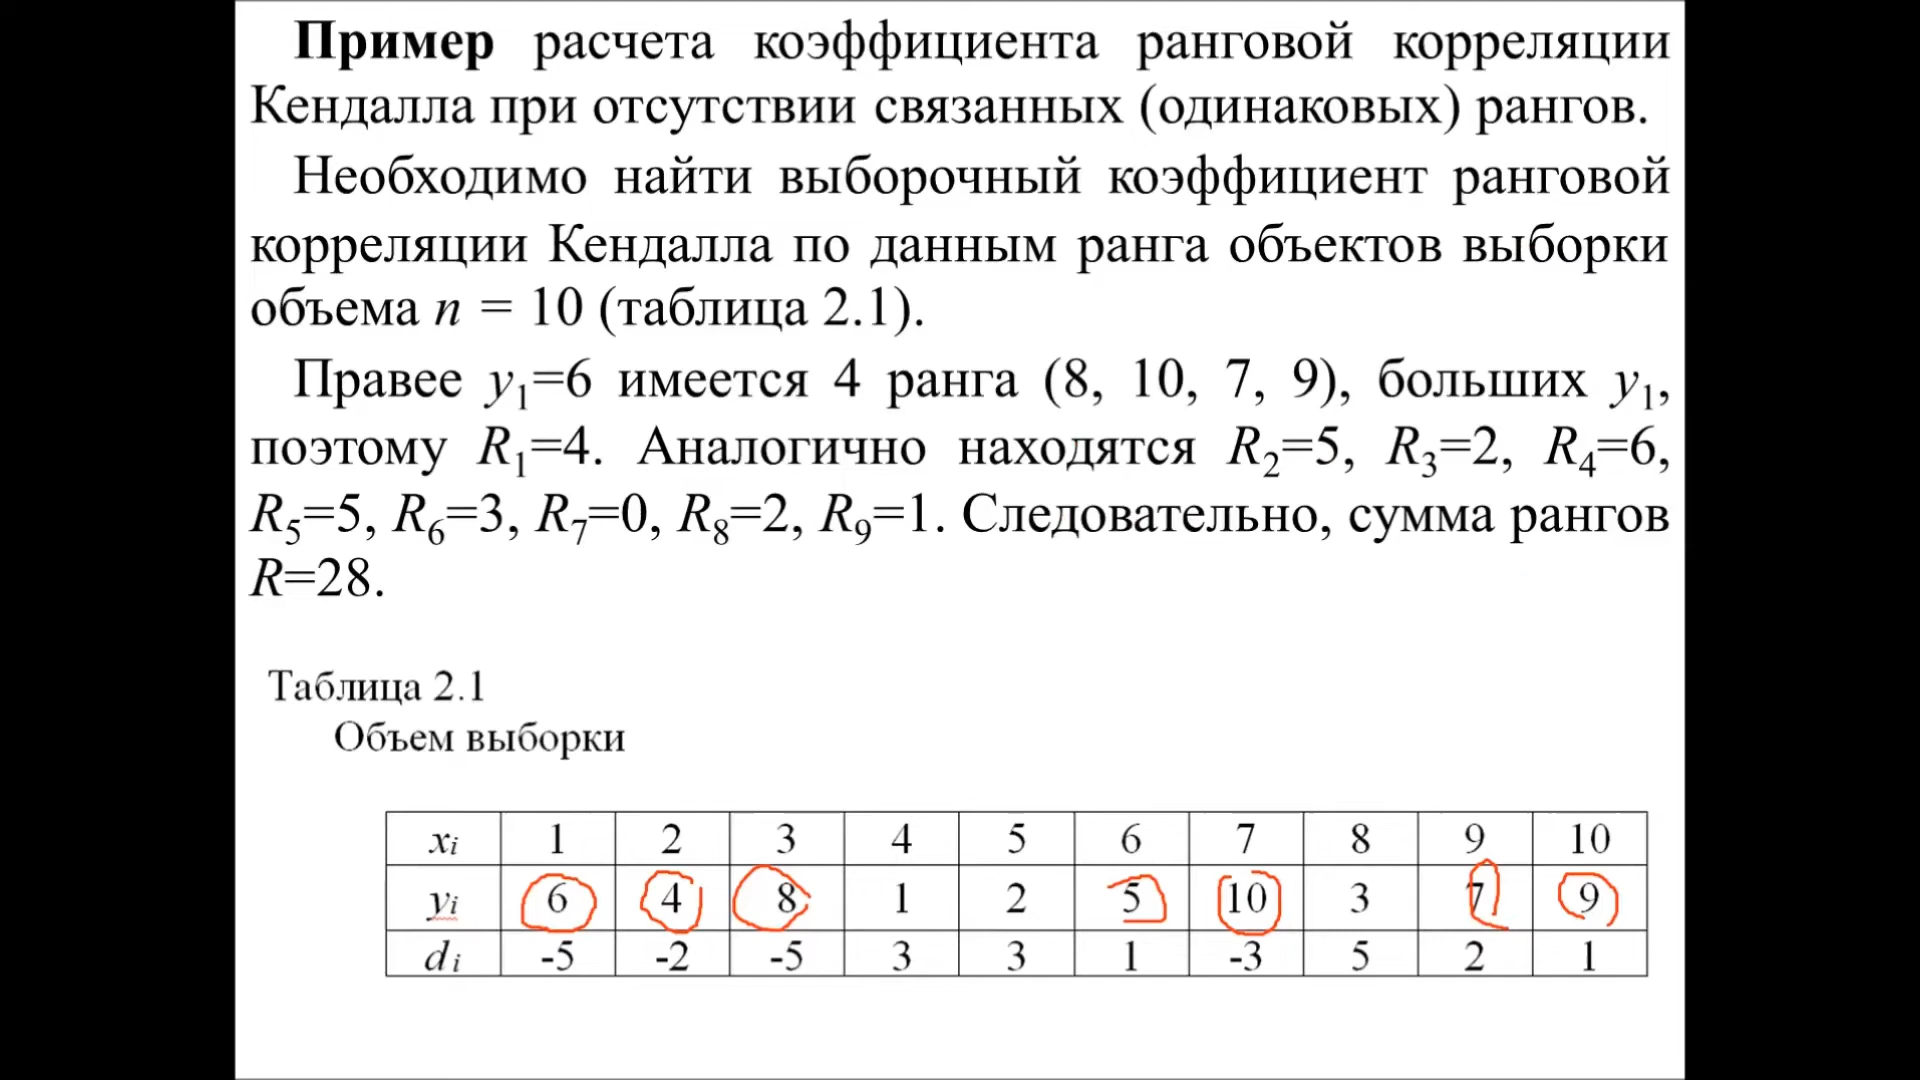 Пример расчета коэффициента ранговой корреляции
Кендалла при отсутствии связанных (одинаковых) рангов.
Необходимо найти выборочный коэффициент ранговой
корреляции Кендалла по данным ранга объектов выборки
объема n = 10 (таблица 2.1).
Правее y₁=6 имеется 4 ранга (8, 10, 7, 9), больших y₁,
поэтому R₁=4. Аналогично находятся R₂=5, R₃=2, R₄=6,
R₅=5, R₆=3, R₇=0, R₈=2, R₉=1. Следовательно, сумма рангов
R=28.
Таблица 2.1
Объем выборки
xᵢ 1 2 3 4 5 6 7 8 9 10
yᵢ 6 4 8 1 2 5 10 3 7 9
dᵢ -5 -2 -5 3 3 1 -3 5 2 1